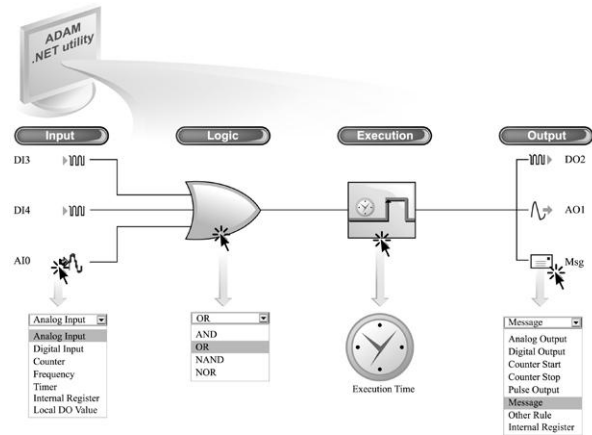 ADAM
.NET utility
Input
Logic
Execution
Output
DI3
DO2
DI4
AO1
AI0
Msg
Analog Input
Analog Input
Digital Input
Counter
Frequency
Timer
Internal Register
Local DO Value
OR
AND
OR
NAND
NOR
Execution Time
Message
Analog Output
Digital Output
Counter Start
Counter Stop
Pulse Output
Message
Other Rule
Internal Register